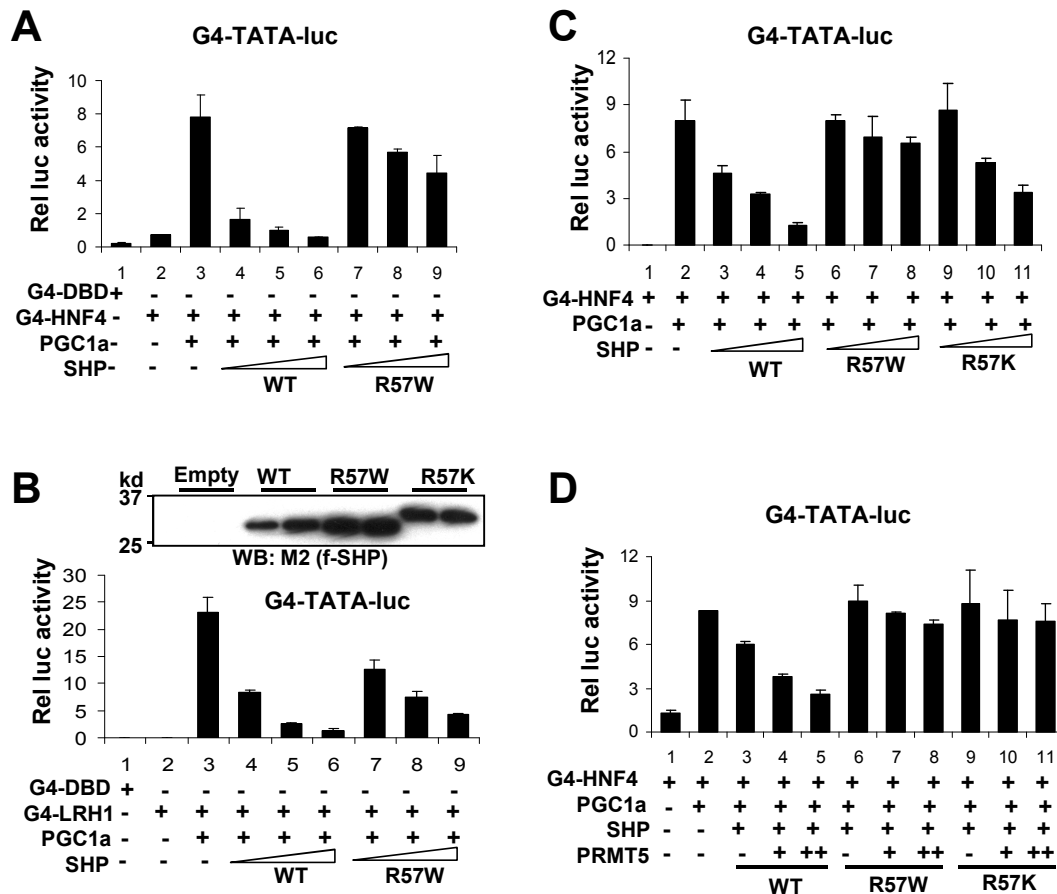 A
G4-TATA-luc
Rel luc activity
10
8
6
4
2
0
1 2 3 4 5 6 7 8 9
G4-DBD + - - - - - - - -
G4-HNF4 - + + + + + + + +
PGC1a - - + + + + + + +
SHP - - -
WT R57W
B
kd Empty WT R57W R57K
37
25
WB: M2 (f-SHP)
G4-TATA-luc
Rel luc activity
30
25
20
15
10
5
0
1 2 3 4 5 6 7 8 9
G4-DBD + - - - - - - - -
G4-LRH1 - + + + + + + + +
PGC1a - - + + + + + + +
SHP - - -
WT R57W
C
G4-TATA-luc
Rel luc activity
12
9
6
3
0
1 2 3 4 5 6 7 8 9 10 11
G4-HNF4 + + + + + + + + + + +
PGC1a - + + + + + + + + + +
SHP - -
WT R57W R57K
D
G4-TATA-luc
Rel luc activity
12
9
6
3
0
1 2 3 4 5 6 7 8 9 10 11
G4-HNF4 + + + + + + + + + + +
PGC1a - + + + + + + + + + +
SHP - - + + + + + + + + +
PRMT5 - - - + ++ - + ++ - + ++
WT R57W R57K